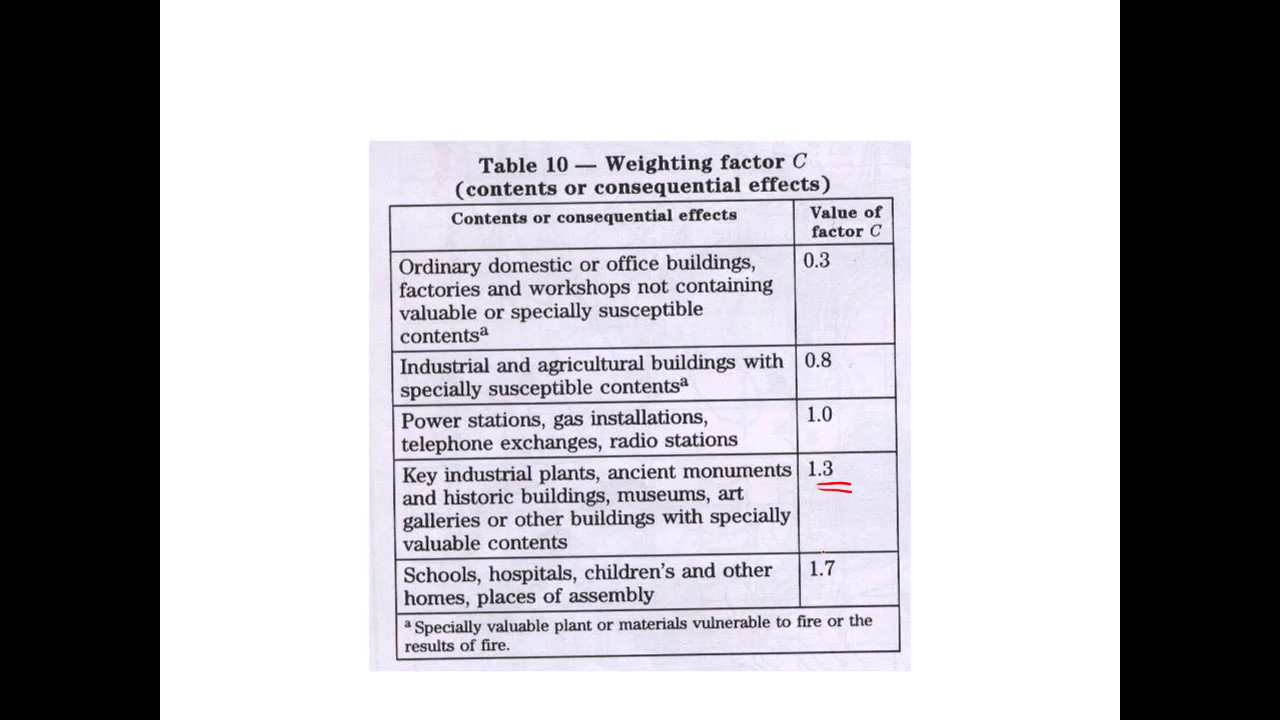 Table 10 — Weighting factor C
(contents or consequential effects)
Contents or consequential effects
Value of
factor C
Ordinary domestic or office buildings,
factories and workshops not containing
valuable or specially susceptible
contentsª
0.3
Industrial and agricultural buildings with
specially susceptible contentsª
0.8
Power stations, gas installations,
telephone exchanges, radio stations
1.0
Key industrial plants, ancient monuments
and historic buildings, museums, art
galleries or other buildings with specially
valuable contents
1.3
Schools, hospitals, children's and other
homes, places of assembly
1.7
ª Specially valuable plant or materials vulnerable to fire or the
results of fire.